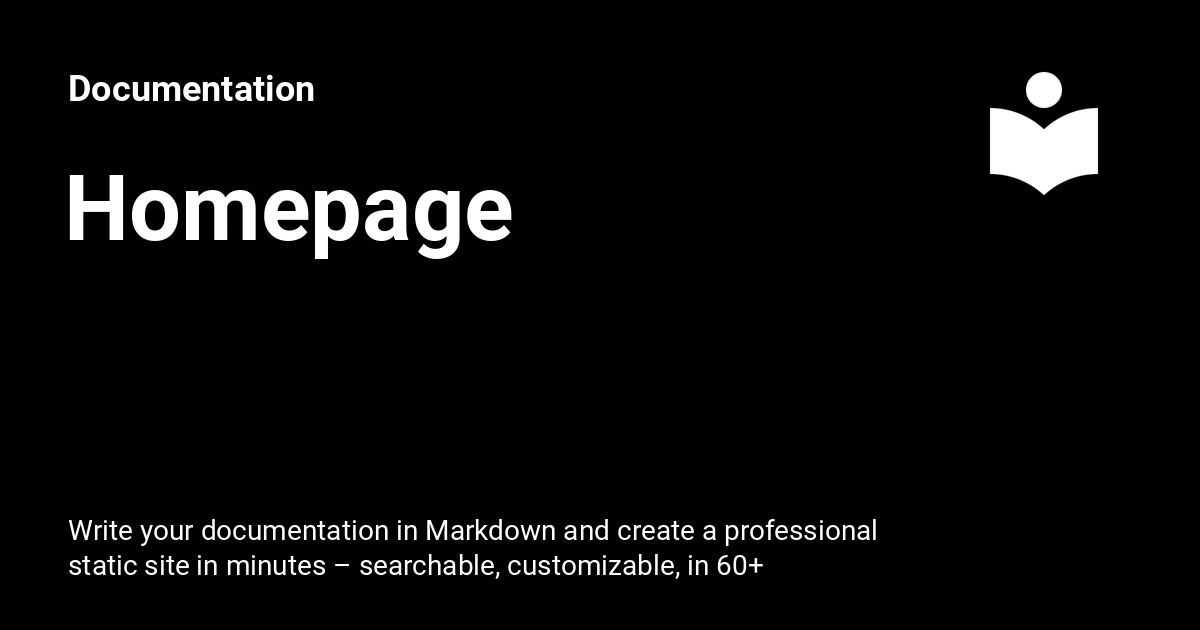 Documentation
Homepage
Write your documentation in Markdown and create a professional
static site in minutes – searchable, customizable, in 60+